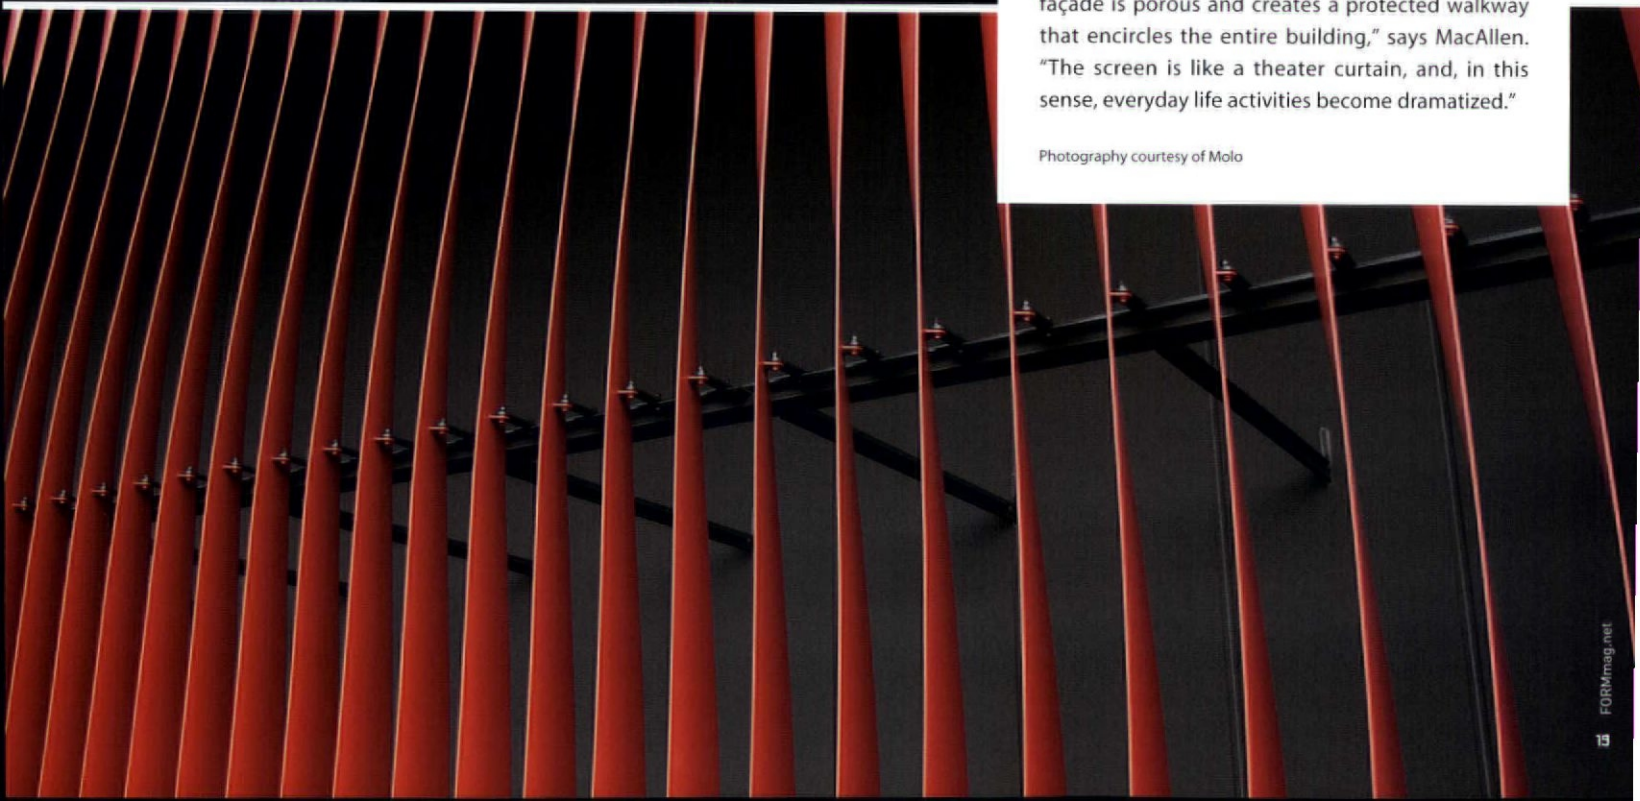 façade is porous and creates a protected walkway
that encircles the entire building,” says MacAllen.
“The screen is like a theater curtain, and, in this
sense, everyday life activities become dramatized.”
Photography courtesy of Molo
FORMmag.net
19